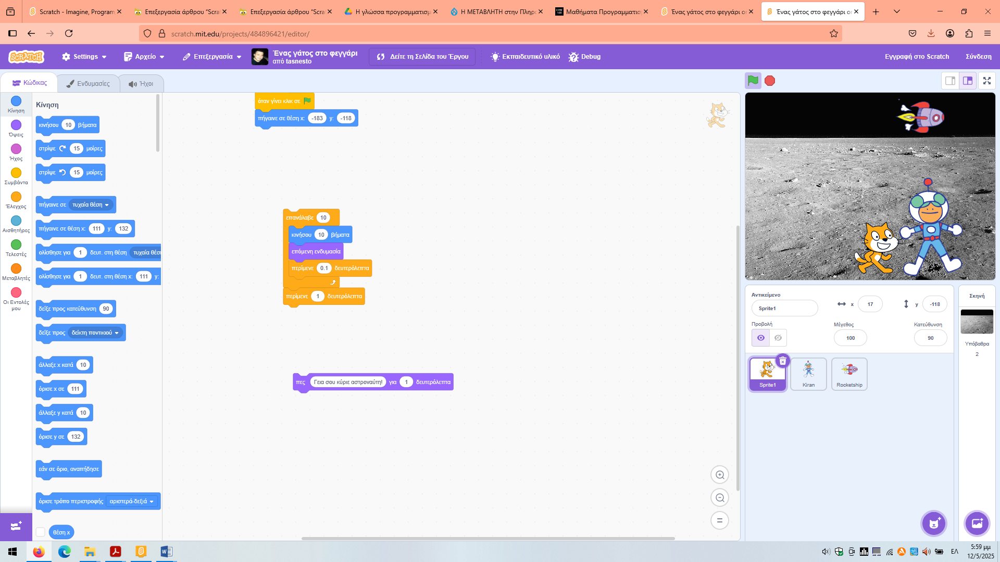 Scratch - Imagine, Program
Επεξεργασία άρθρου “Scra
Επεξεργασία άρθρου “Scra
Η γλώσσα προγραμματισμ
Η ΜΕΤΑΒΛΗΤΗ στην Πληρο
Μαθήματα Προγραμματισ
Ένας γάτος στο φεγγάρι on
Ένας γάτος στο φεγγάρι on
scratch.mit.edu/projects/484896421/editor/
SCRATCH
Settings
Αρχείο
Επεξεργασία
Ένας γάτος στο φεγγάρι
από tasnesto
Δείτε τη Σελίδα του Έργου
Εκπαιδευτικό υλικό
Debug
Εγγραφή στο Scratch
Σύνδεση
Κώδικας
Ενδυμασίες
Ήχοι
Κίνηση
Όψεις
Ήχος
Συμβάντα
Έλεγχος
Αισθητήρες
Τελεστές
Μεταβλητές
Οι Εντολές
μου
Κίνηση
κινήσου 10 βήματα
στρίψε 15 μοίρες
στρίψε 15 μοίρες
πήγαινε σε τυχαία θέση
πήγαινε σε θέση x: 111 y: 132
ολίσθησε για 1 δευτ. στη θέση τυχαία θέση
ολίσθησε για 1 δευτ. στη θέση x: 111 y:
δείξε προς κατεύθυνση 90
δείξε προς δείκτη ποντικιού
άλλαξε x κατά 10
όρισε x σε 111
άλλαξε y κατά 10
όρισε y σε 132
εάν σε όριο, αναπήδησε
όρισε τρόπο περιστροφής αριστερά-δεξιά
θέση x
όταν γίνει κλικ σε
πήγαινε σε θέση x: -183 y: -118
επανάλαβε 10
κινήσου 10 βήματα
επόμενη ενδυμασία
περίμενε 0.1 δευτερόλεπτα
περίμενε 1 δευτερόλεπτα
πες Γεια σου κύριε αστροναύτη! για 1 δευτερόλεπτα
Αντικείμενο
Sprite1
x 17
y -118
Προβολή
Μέγεθος
100
Κατεύθυνση
90
Sprite1
Kiran
Rocketship
Σκηνή
Υπόβαθρα
2
ΕΛ
5:59 μμ
12/5/2025